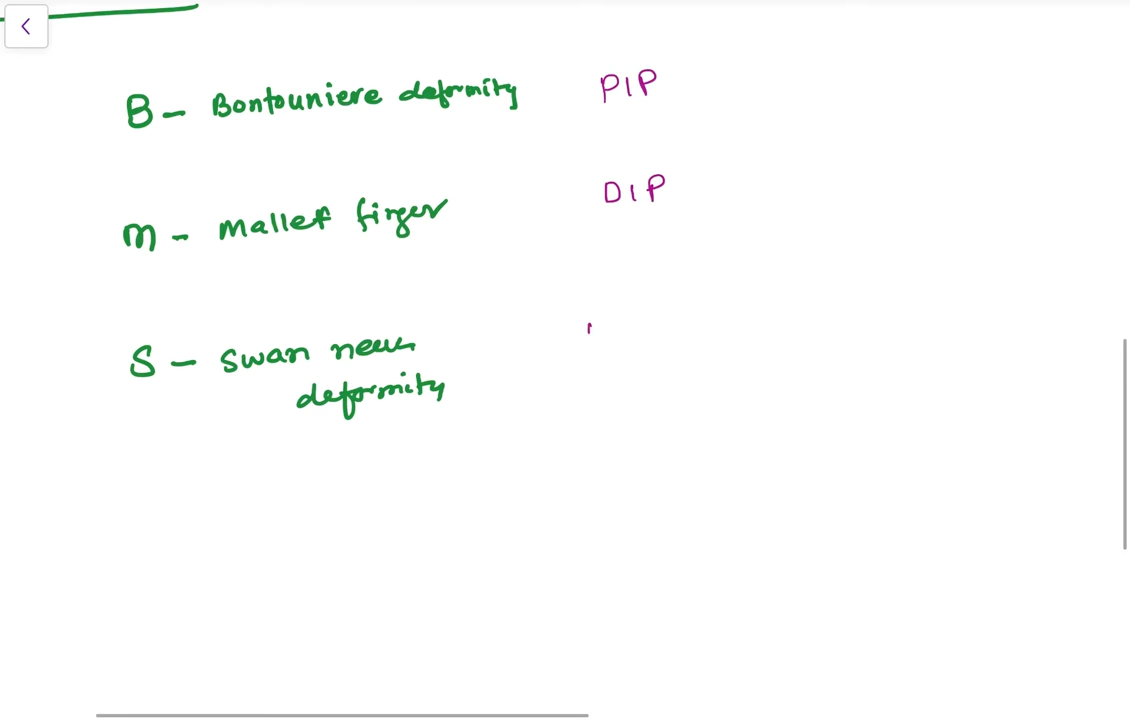 B - Bontouniere deformity PIP
m - mallet finger DIP
S - swan neck
deformity